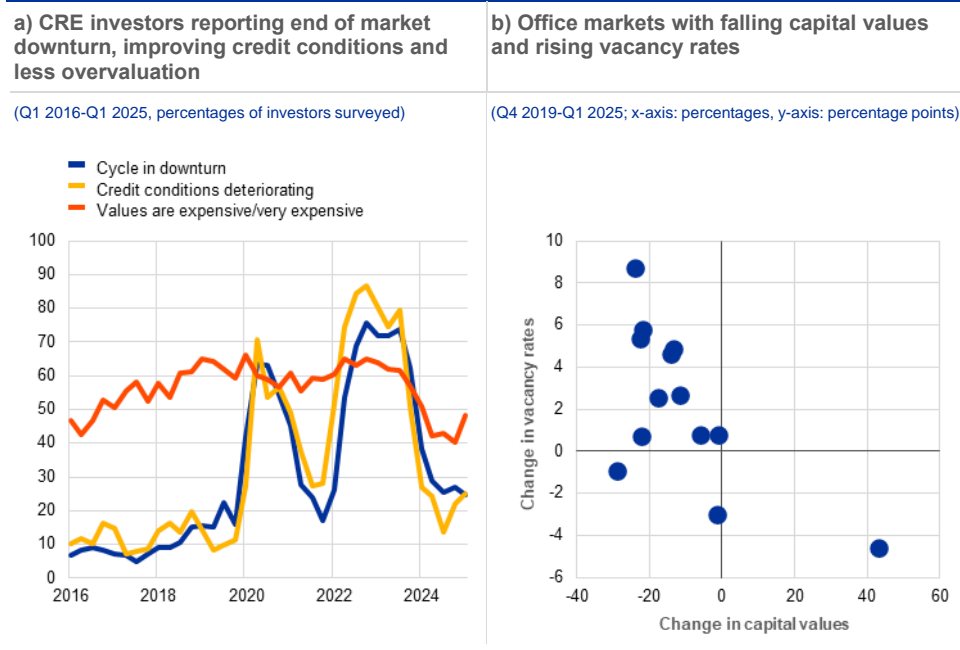 a) CRE investors reporting end of market
downturn, improving credit conditions and
less overvaluation
(Q1 2016-Q1 2025, percentages of investors surveyed)
Cycle in downturn
Credit conditions deteriorating
Values are expensive/very expensive
100
90
80
70
60
50
40
30
20
10
0
2016 2018 2020 2022 2024
b) Office markets with falling capital values
and rising vacancy rates
(Q4 2019-Q1 2025; x-axis: percentages, y-axis: percentage points)
Change in vacancy rates
10
8
6
4
2
0
-2
-4
-6
-40 -20 0 20 40 60
Change in capital values